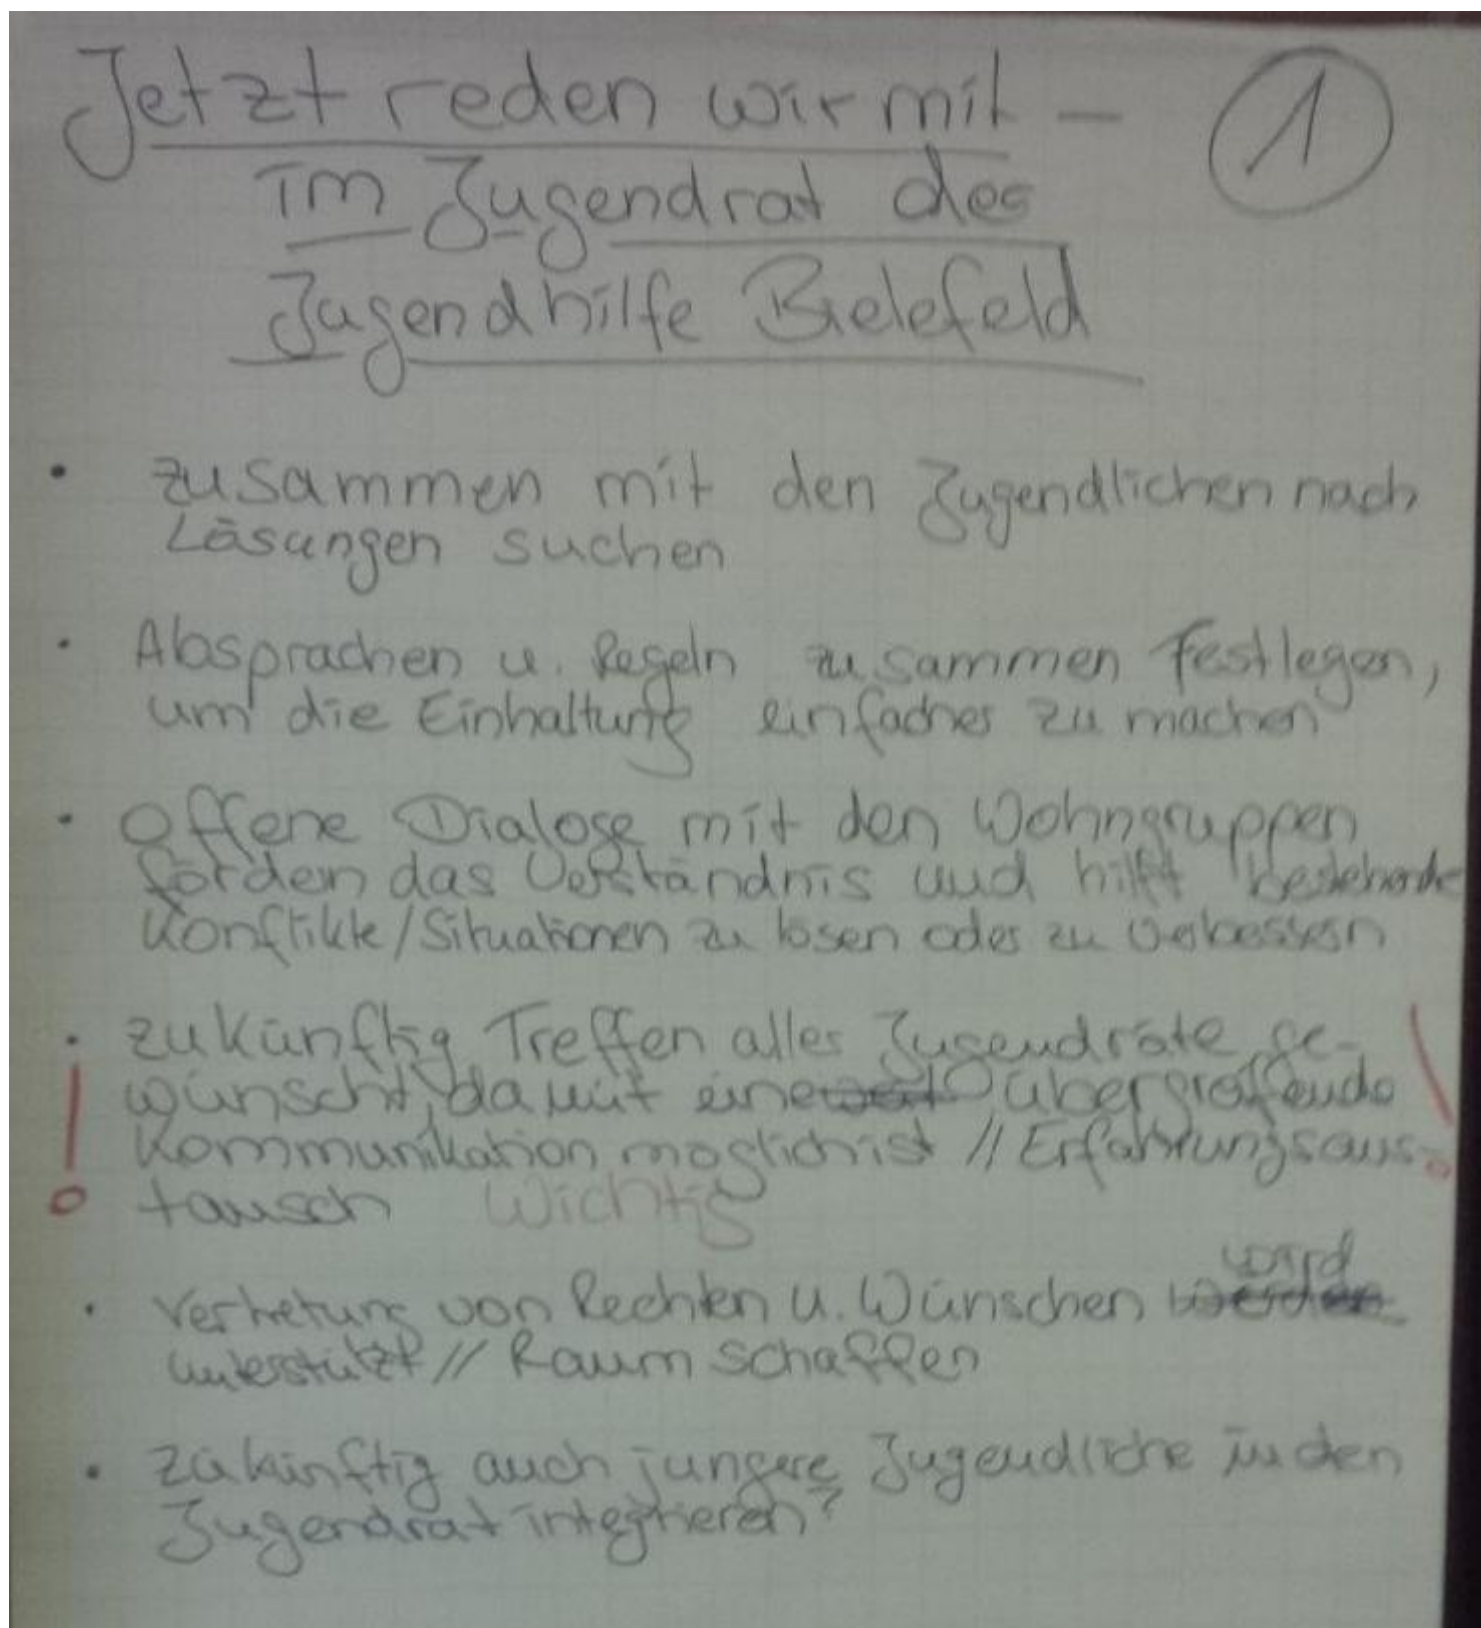 Jetzt reden wir mit – 1
im Jugendrat der
Jugendhilfe Bielefeld
• zusammen mit den Jugendlichen nach
Lösungen suchen
• Absprachen u. Regeln zusammen festlegen,
um die Einhaltung einfacher zu machen
• Offene Dialoge mit den Wohngruppen
fördern das Verständnis und hilft bestehende
Konflikte/Situationen zu lösen oder zu verbessern
• zukünftig Treffen aller Jugendräte ge-
wünscht, damit eine übergreifende
Kommunikation möglich ist // Erfahrungsaus-
tausch Wichtig
• Vertretung von Rechten u. Wünschen wird
unterstützt // Raum schaffen
• zukünftig auch jüngere Jugendliche in den
Jugendrat integrieren?